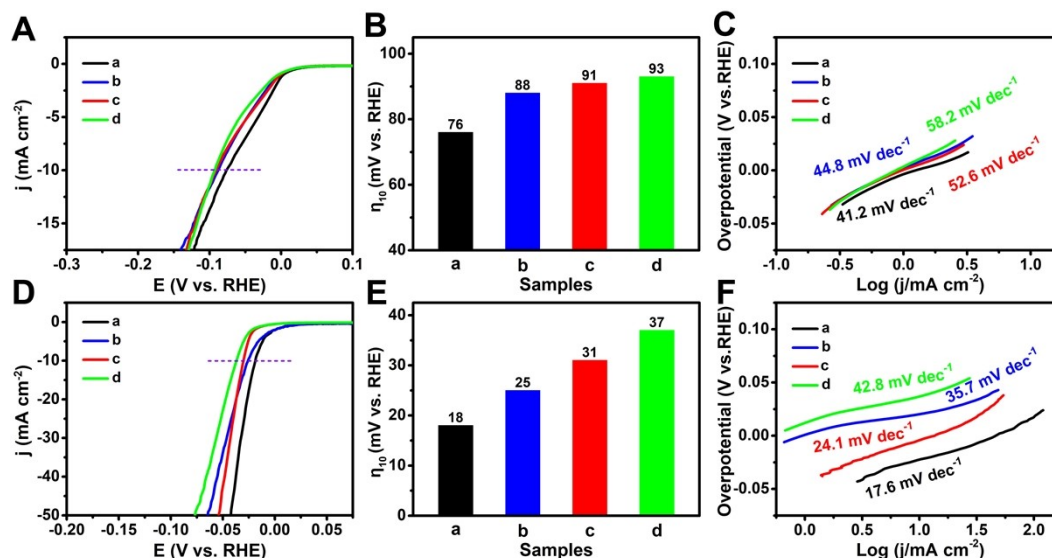 A
a
b
c
d
j (mA cm-2)
0
-5
-10
-15
-0.3
-0.2
-0.1
0.0
0.1
E (V vs. RHE)
B
η10 (mV vs. RHE)
100
80
60
40
76
88
91
93
a
b
c
d
Samples
C
a
b
c
d
Overpotential (V vs.RHE)
0.10
0.05
0.00
-0.05
58.2 mV dec-1
44.8 mV dec-1
52.6 mV dec-1
41.2 mV dec-1
-1.0
-0.5
0.0
0.5
1.0
Log (j/mA cm-2)
D
a
b
c
d
j (mA cm-2)
0
-10
-20
-30
-40
-50
-0.20
-0.15
-0.10
-0.05
0.00
0.05
E (V vs. RHE)
E
η10 (mV vs. RHE)
40
30
20
10
0
18
25
31
37
a
b
c
d
Samples
F
a
b
c
d
Overpotential (V vs.RHE)
0.10
0.05
0.00
-0.05
42.8 mV dec-1
35.7 mV dec-1
24.1 mV dec-1
17.6 mV dec-1
0.0
0.5
1.0
1.5
2.0
Log (j/mA cm-2)